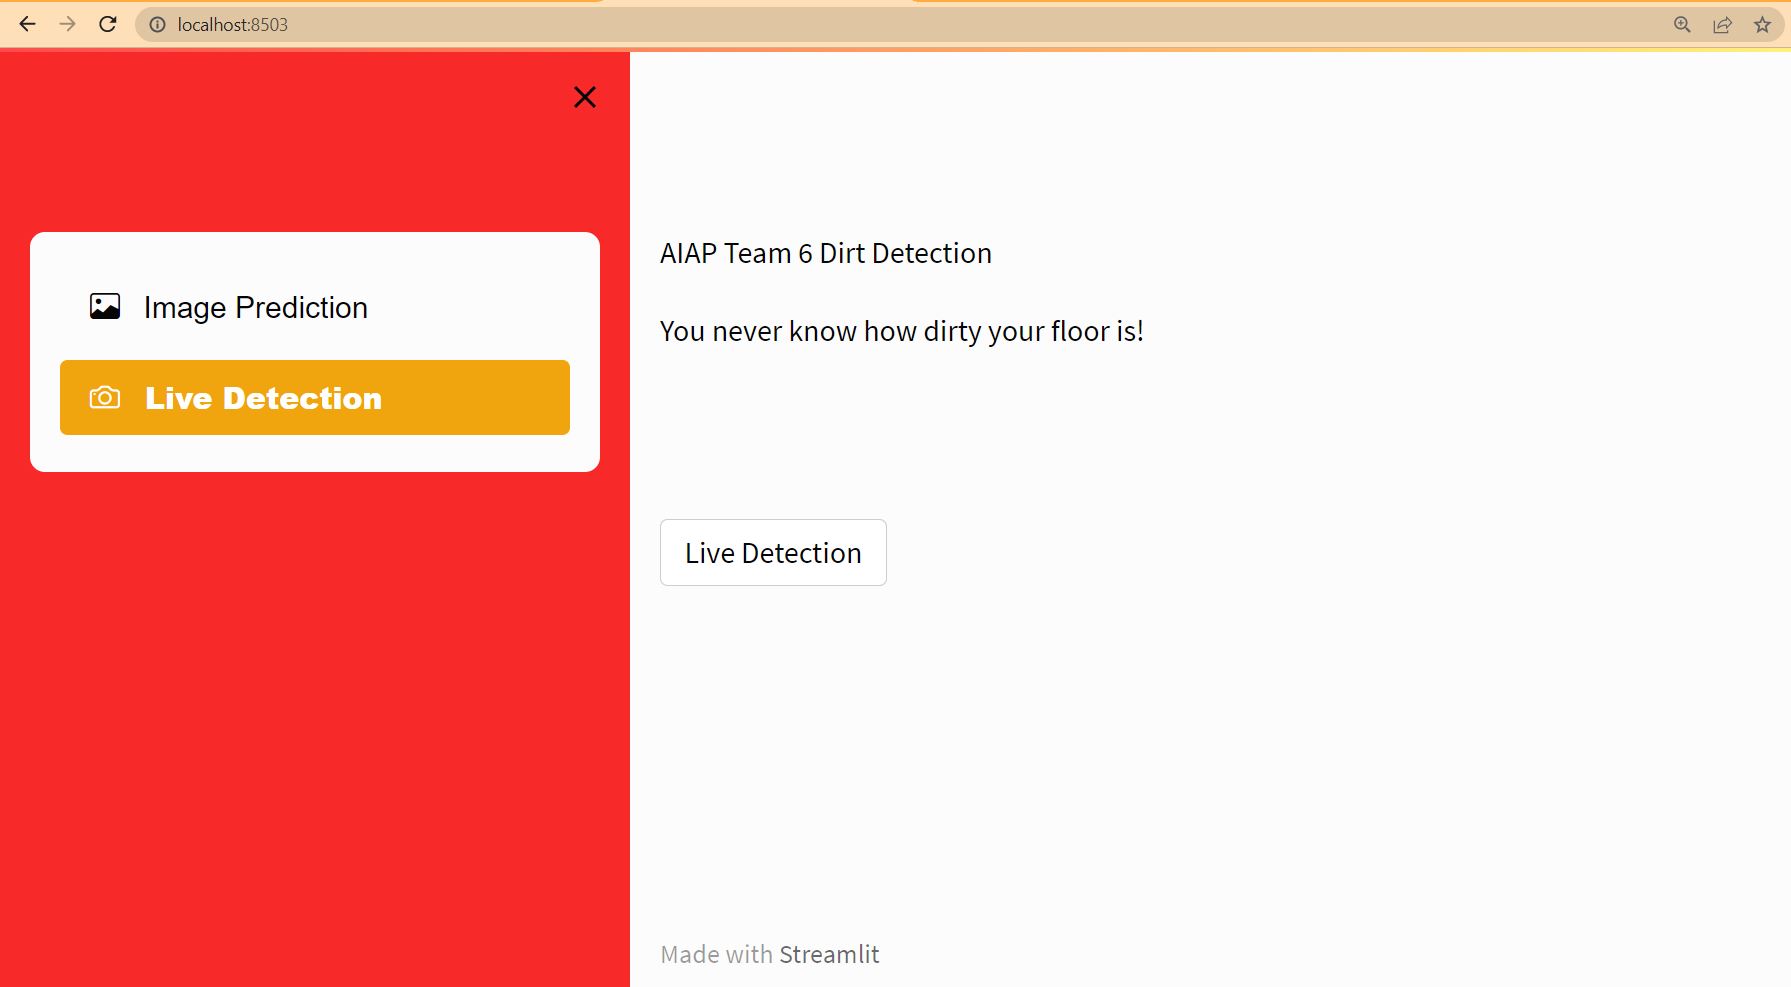 localhost:8503
Image Prediction
Live Detection
AIAP Team 6 Dirt Detection
You never know how dirty your floor is!
Live Detection
Made with Streamlit